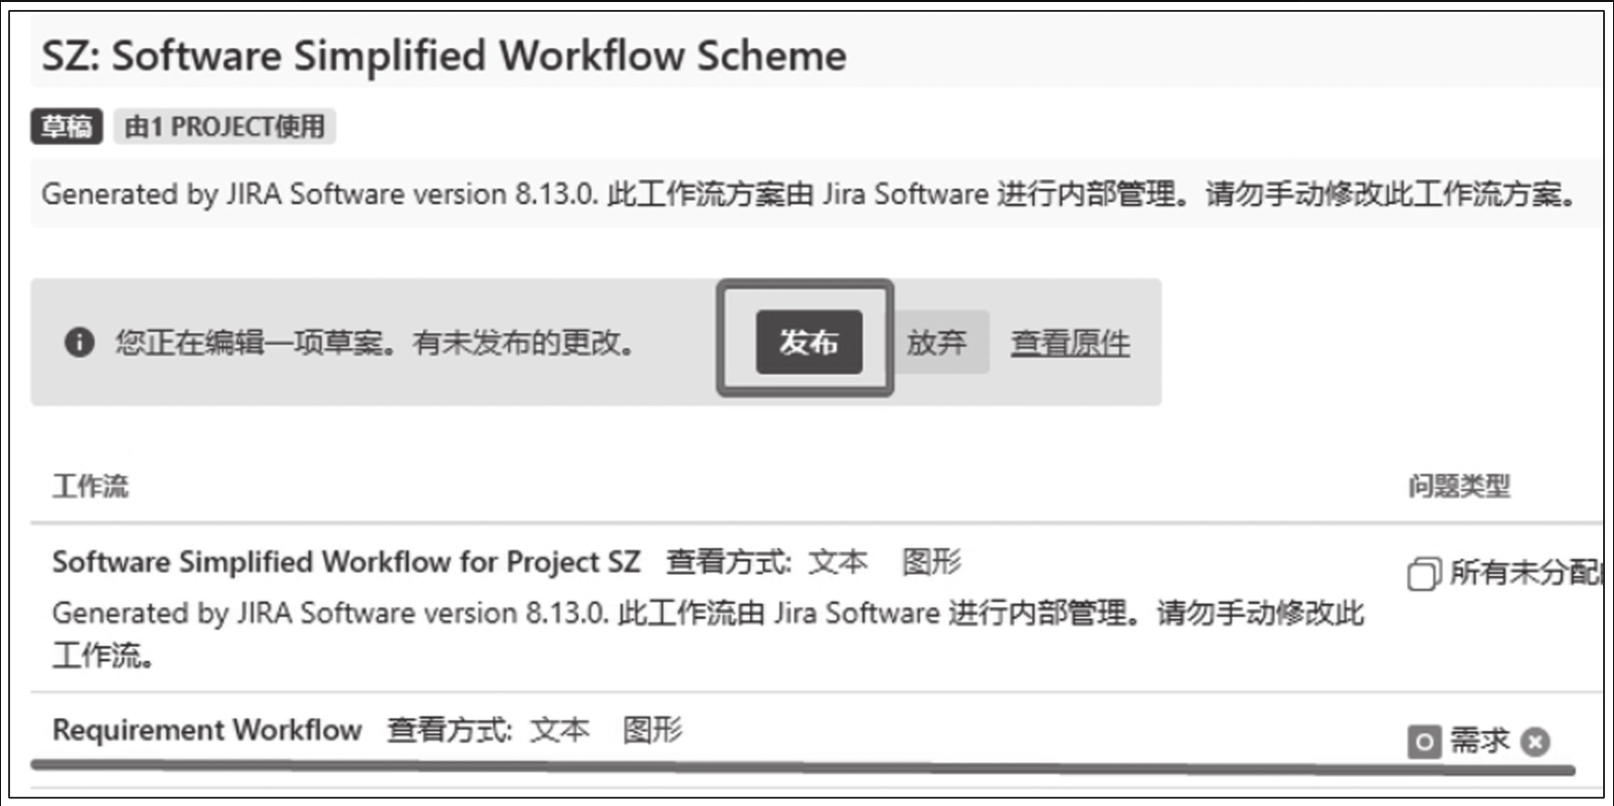 SZ: Software Simplified Workflow Scheme
草稿 由1 PROJECT使用
Generated by JIRA Software version 8.13.0. 此工作流方案由 Jira Software 进行内部管理。请勿手动修改此工作流方案。
您正在编辑一项草案。有未发布的更改。 发布 放弃 查看原件
工作流 问题类型
Software Simplified Workflow for Project SZ 查看方式: 文本 图形 所有未分配
Generated by JIRA Software version 8.13.0. 此工作流由 Jira Software 进行内部管理。请勿手动修改此
工作流。
Requirement Workflow 查看方式: 文本 图形 需求